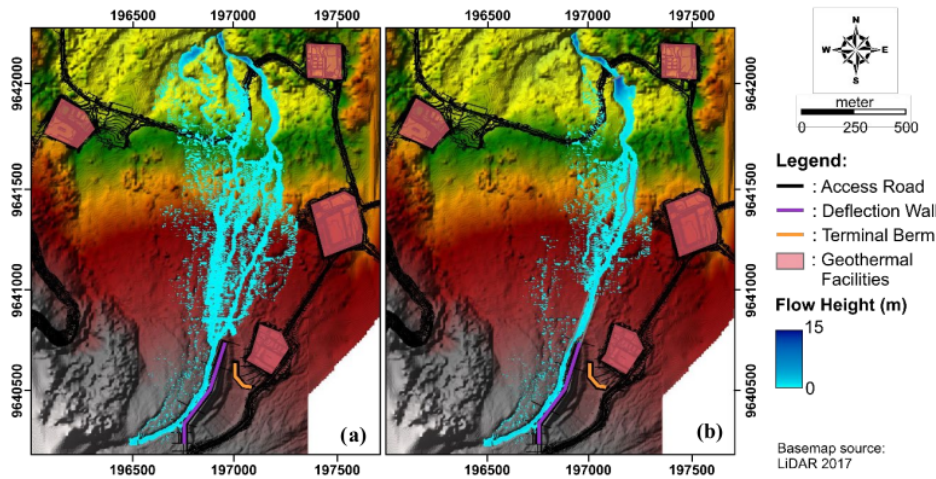 196500 197000 197500 196500 197000 197500
9642000
9641500
9641000
9640500
(a)
(b)
9642000
9641500
9641000
9640500
196500 197000 197500 196500 197000 197500
N
W E
S
meter
0 250 500
Legend:
: Access Road
: Deflection Wall
: Terminal Berm
: Geothermal
Facilities
Flow Height (m)
15
0
Basemap source:
LiDAR 2017